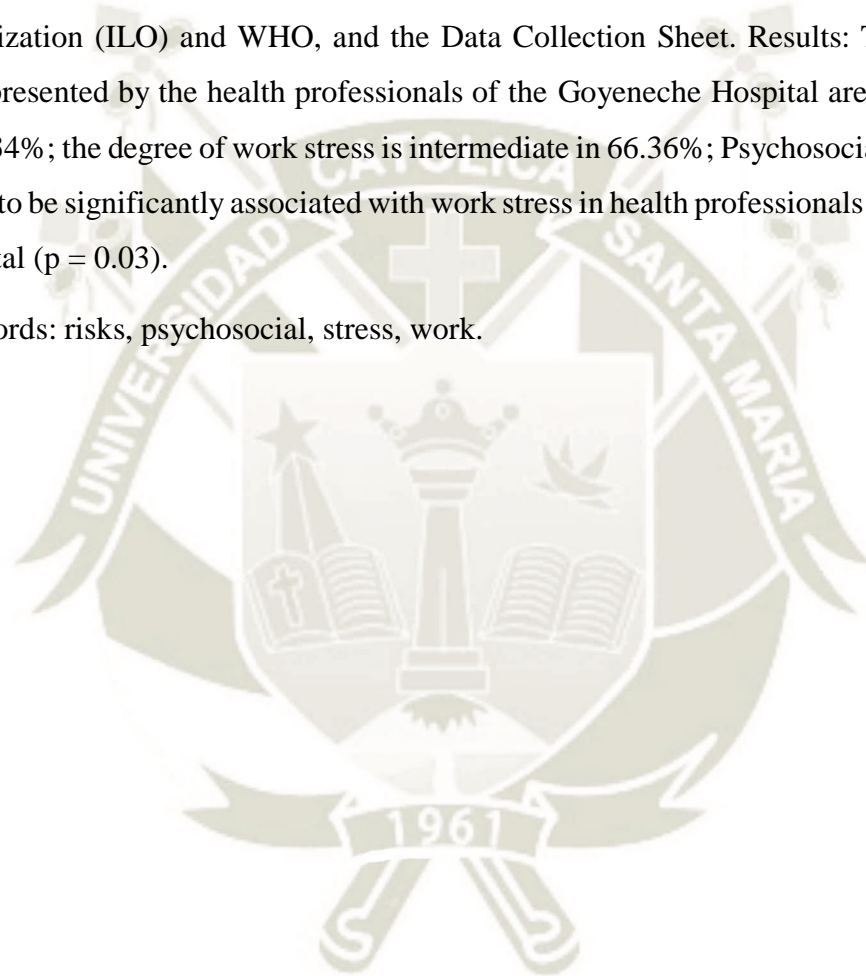 ization (ILO) and WHO, and the Data Collection Sheet. Results: T
presented by the health professionals of the Goyeneche Hospital are
34%; the degree of work stress is intermediate in 66.36%; Psychosocia
to be significantly associated with work stress in health professionals
tal (p = 0.03).
ords: risks, psychosocial, stress, work.
UNIVERSIDAD CATOLICA SANTA MARIA
1961